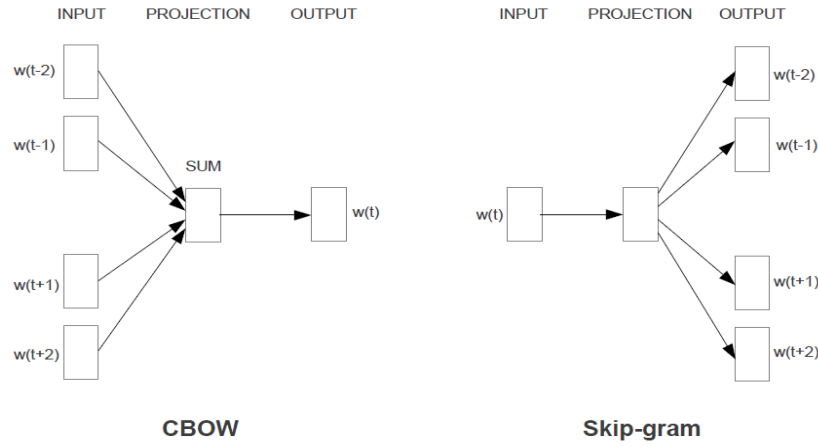 INPUT PROJECTION OUTPUT
w(t-2)
w(t-1)
SUM
w(t)
w(t+1)
w(t+2)
CBOW
INPUT PROJECTION OUTPUT
w(t-2)
w(t-1)
w(t)
w(t+1)
w(t+2)
Skip-gram